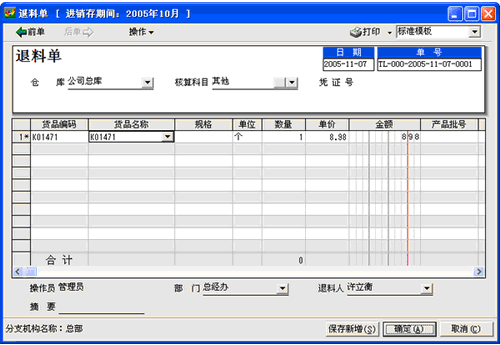 退料单 [ 进销存期间：2005年10月 ]
前单 后单 操作 打印 标准模板
退料单
日 期 单 号
2005-11-07 TL-000-2005-11-07-0001
仓 库 公司总库 核算科目 其他 凭 证 号
货品编码 货品名称 规格 单位 数量 单价 金额 产品批号
1* K01471 K01471 个 1 8.98 898
合 计 0
操作员 管理员 部 门 总经办 退料人 许立衡
摘 要
分支机构名称：总部 保存新增(S) 确定(A) 取消(C)